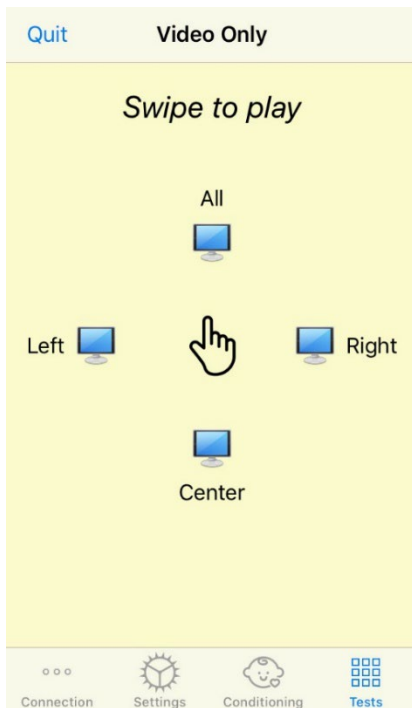 Quit Video Only
Swipe to play
All
Left Right
Center
Connection Settings Conditioning Tests